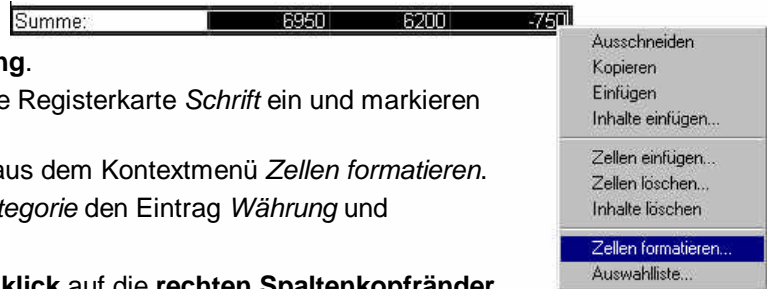 Summe: 6950 6200 -750
ng.
e Registerkarte Schrift ein und markieren
aus dem Kontextmenü Zellen formatieren.
tegorie den Eintrag Währung und
klick auf die rechten Spaltenkopfränder
Ausschneiden
Kopieren
Einfügen
Inhalte einfügen...
Zellen einfügen...
Zellen löschen...
Inhalte löschen
Zellen formatieren...
Auswahlliste...